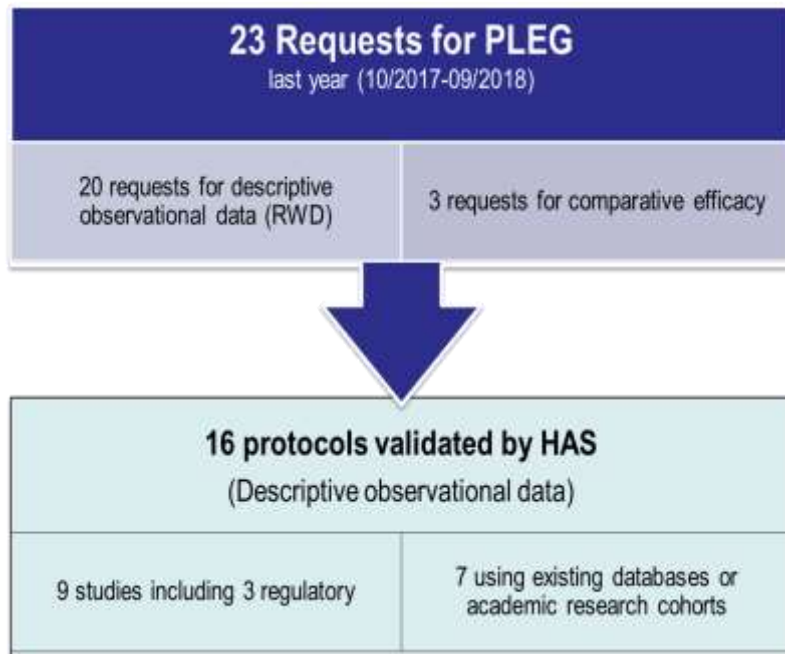 23 Requests for PLEG
last year (10/2017-09/2018)
20 requests for descriptive
observational data (RWD)
3 requests for comparative efficacy
16 protocols validated by HAS
(Descriptive observational data)
9 studies including 3 regulatory
7 using existing databases or
academic research cohorts